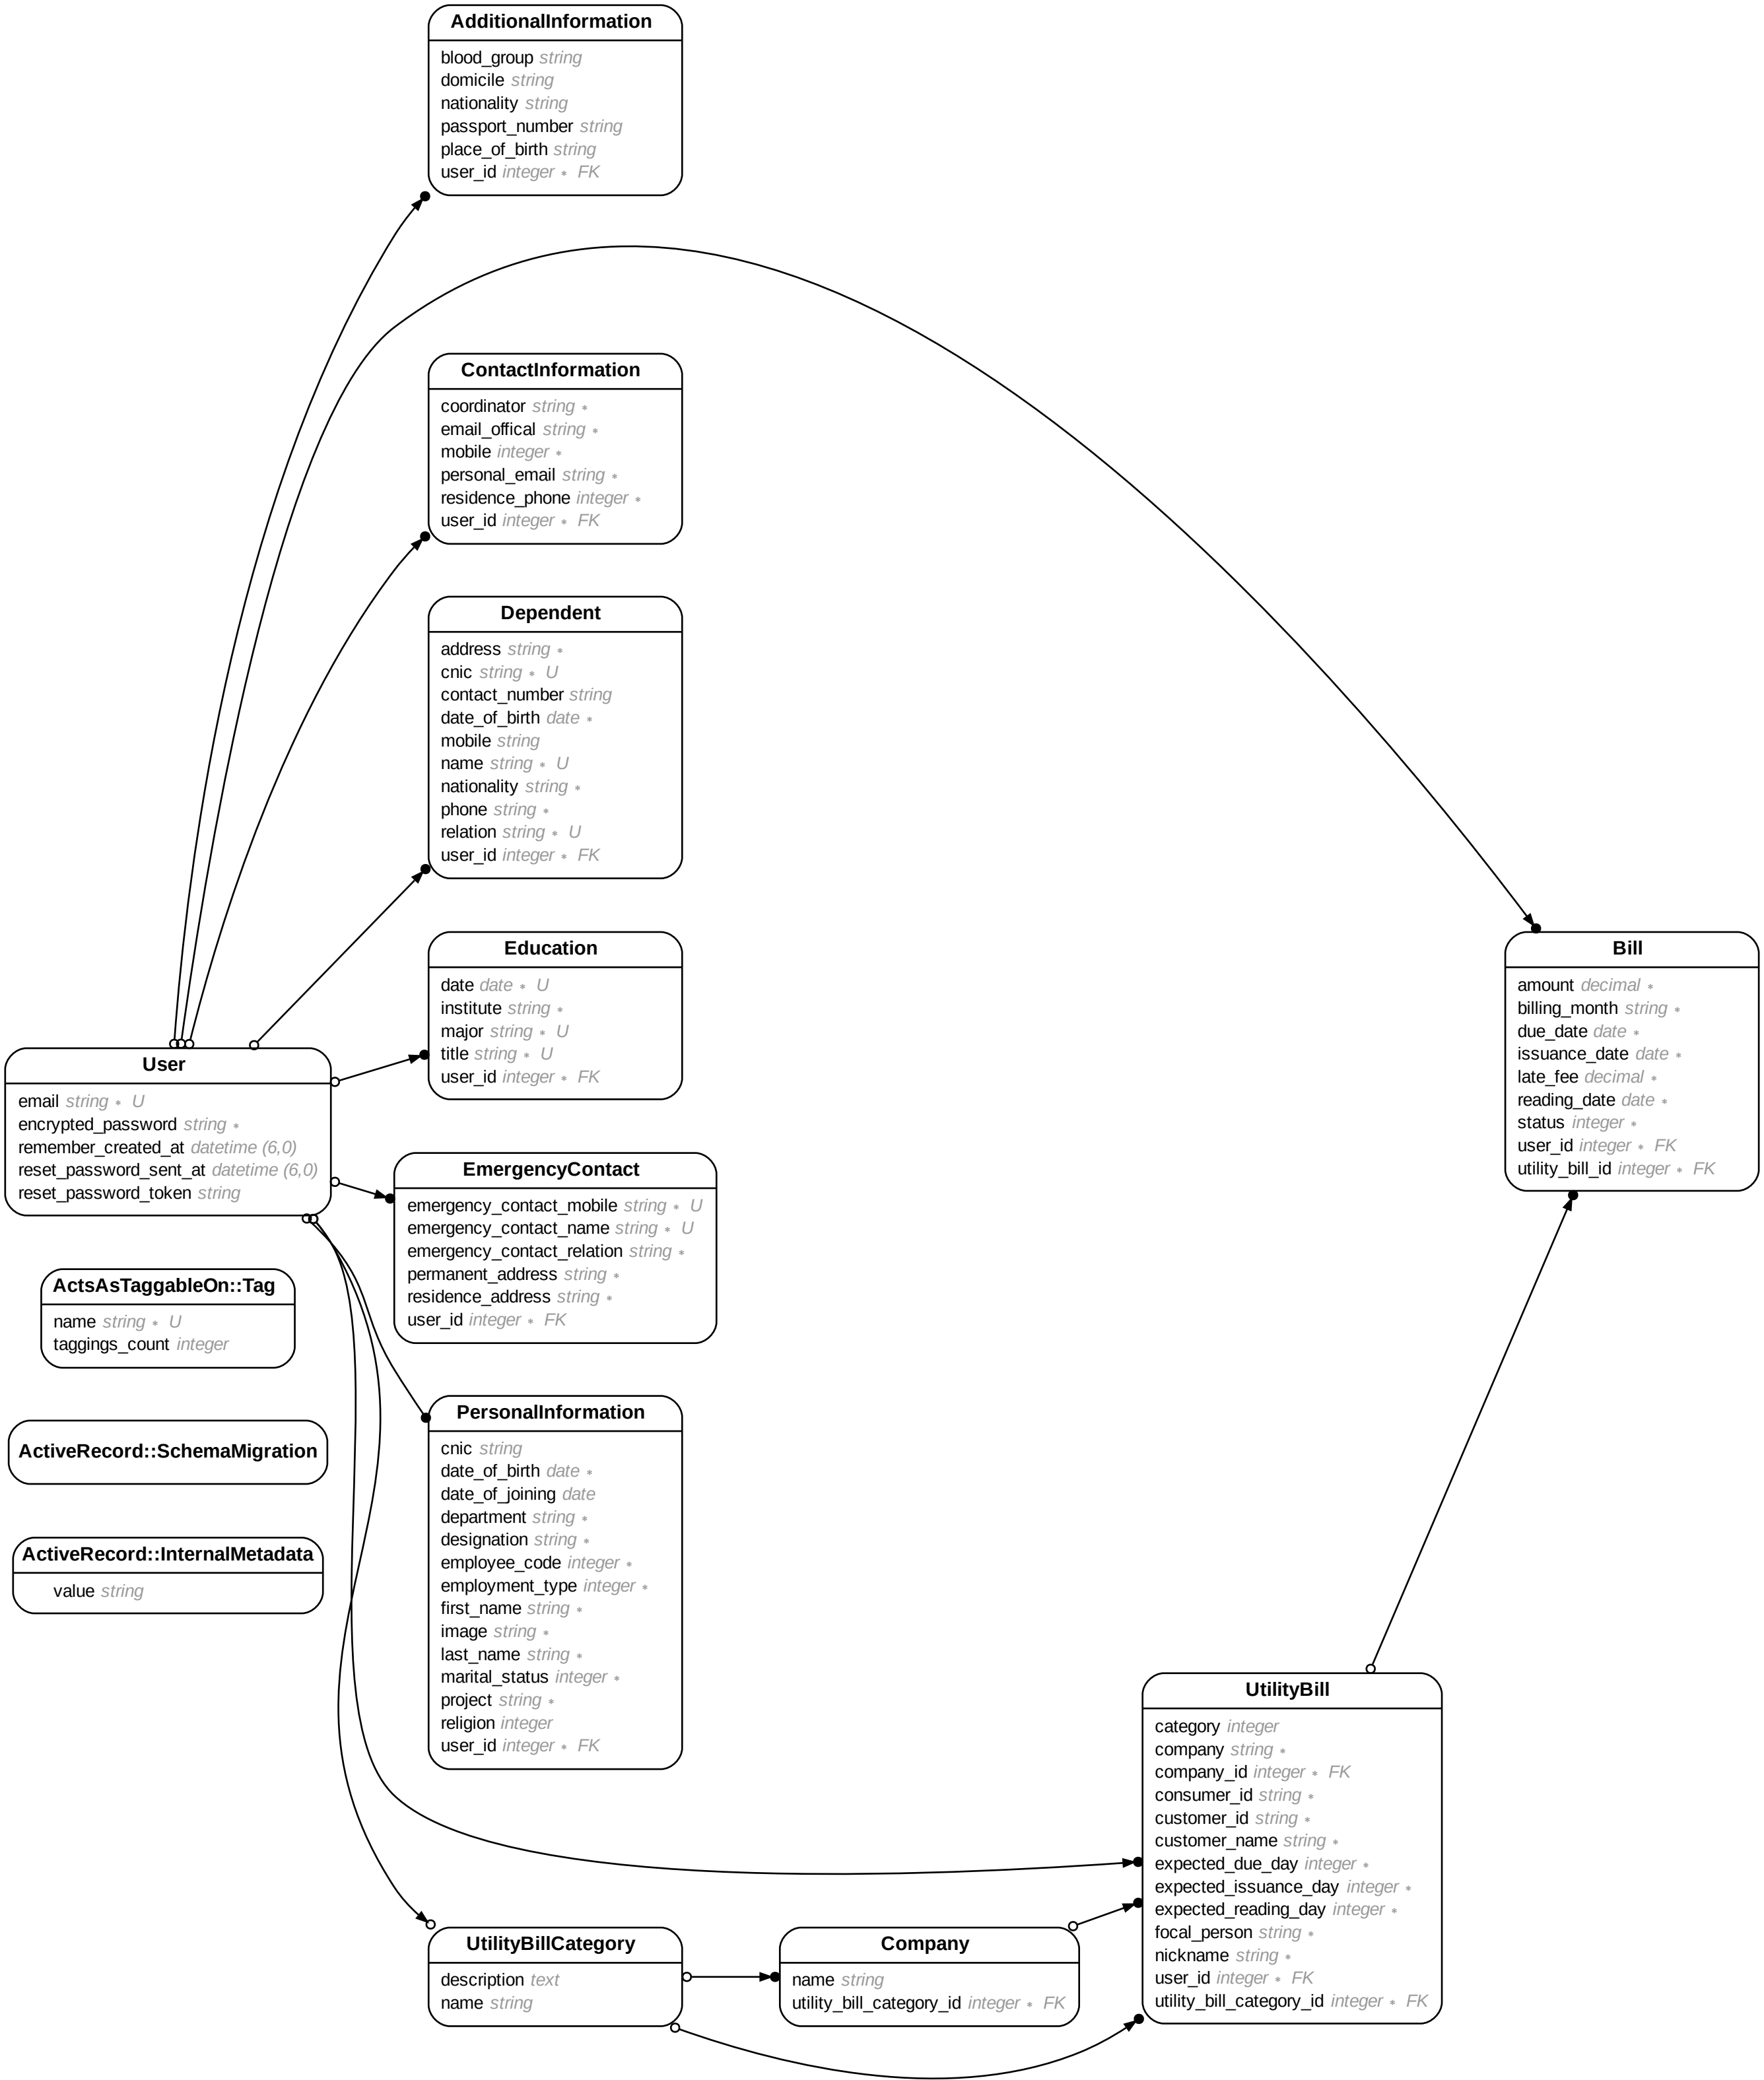 AdditionalInformation
blood_group string
domicile string
nationality string
passport_number string
place_of_birth string
user_id integer * FK
ContactInformation
coordinator string *
email_offical string *
mobile integer *
personal_email string *
residence_phone integer *
user_id integer * FK
Dependent
address string *
cnic string * U
contact_number string
date_of_birth date *
mobile string
name string * U
nationality string *
phone string *
relation string * U
user_id integer * FK
Education
date date * U
institute string *
major string * U
title string * U
user_id integer * FK
Bill
amount decimal *
billing_month string *
due_date date *
issuance_date date *
late_fee decimal *
reading_date date *
status integer *
user_id integer * FK
utility_bill_id integer * FK
User
email string * U
encrypted_password string *
remember_created_at datetime (6,0)
reset_password_sent_at datetime (6,0)
reset_password_token string
EmergencyContact
emergency_contact_mobile string * U
emergency_contact_name string * U
emergency_contact_relation string *
permanent_address string *
residence_address string *
user_id integer * FK
ActsAsTaggableOn::Tag
name string * U
taggings_count integer
ActiveRecord::SchemaMigration
ActiveRecord::InternalMetadata
value string
PersonalInformation
cnic string
date_of_birth date *
date_of_joining date
department string *
designation string *
employee_code integer *
employment_type integer *
first_name string *
image string *
last_name string *
marital_status integer *
project string *
religion integer
user_id integer * FK
UtilityBill
category integer
company string *
company_id integer * FK
consumer_id string *
customer_id string *
customer_name string *
expected_due_day integer *
expected_issuance_day integer *
expected_reading_day integer *
focal_person string *
nickname string *
user_id integer * FK
utility_bill_category_id integer * FK
UtilityBillCategory
description text
name string
Company
name string
utility_bill_category_id integer * FK